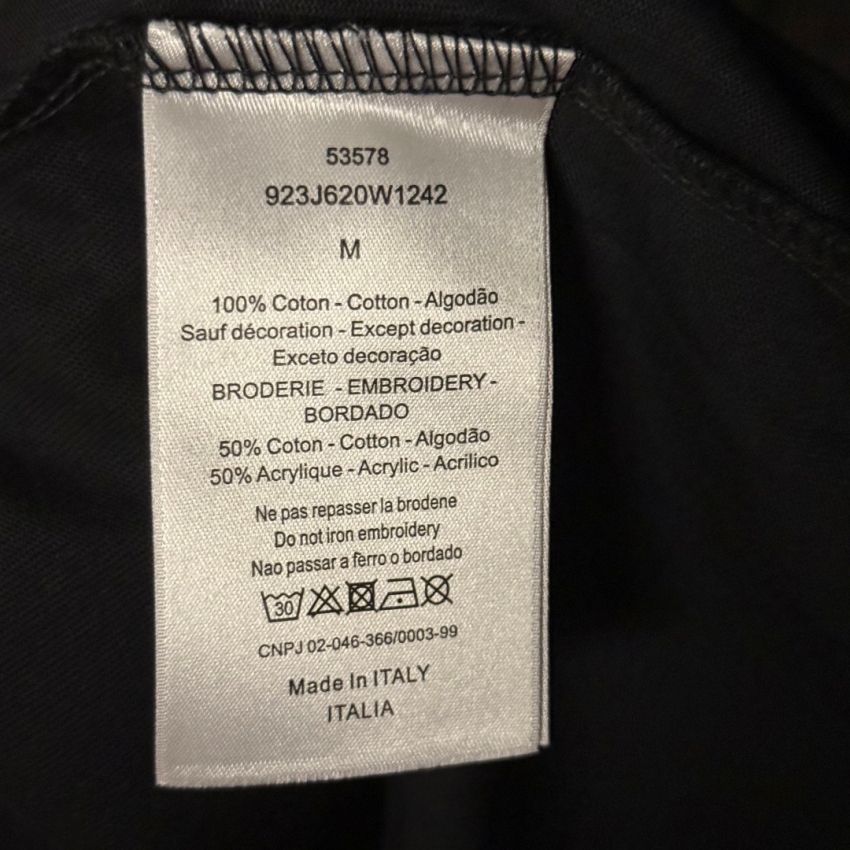 53578
923J620W1242
M
100% Coton - Cotton - Algodão
Sauf décoration - Except decoration -
Exceto decoração
BRODERIE - EMBROIDERY -
BORDADO
50% Coton - Cotton - Algodão
50% Acrylique - Acrylic - Acrilico
Ne pas repasser la brodene
Do not iron embroidery
Nao passar a fèrro o bordado
30
CNPJ 02-046-366/0003-99
Made In ITALY
ITALIA